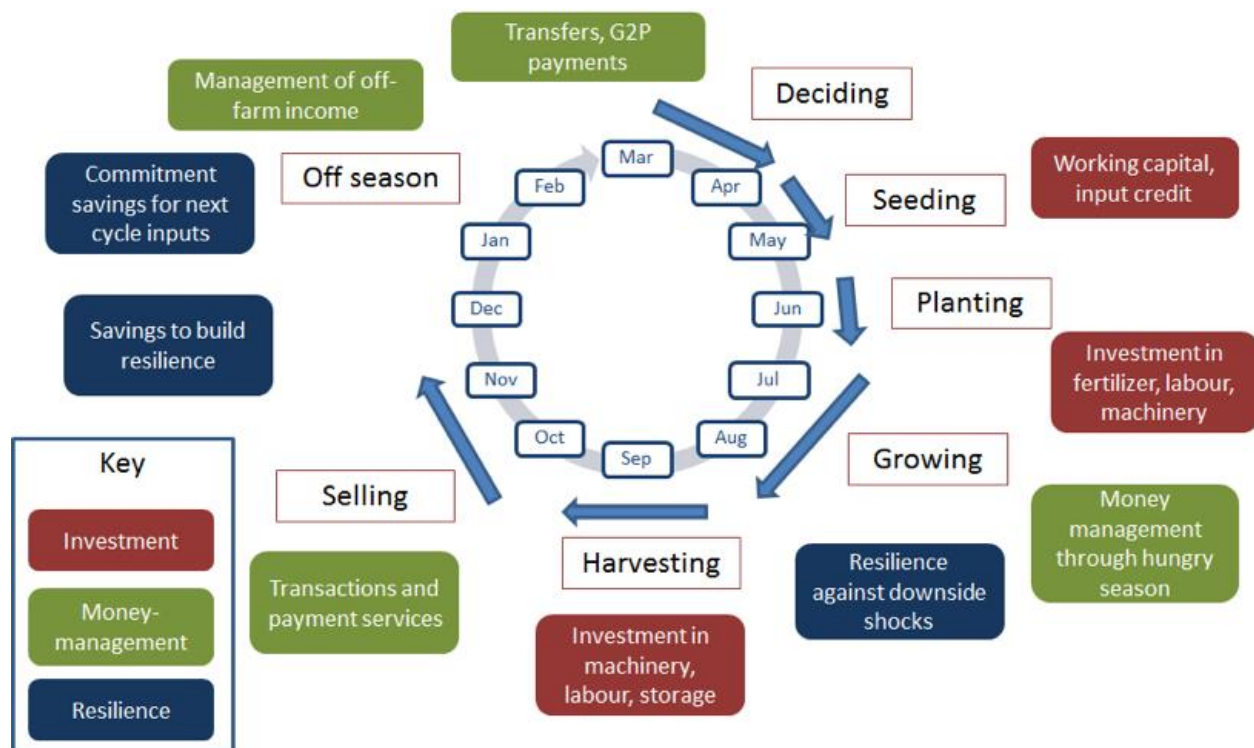 Transfers, G2P
payments
Management of off-
farm income
Deciding
Off season
Commitment
savings for next
cycle inputs
Mar
Feb
Apr
Jan
May
Dec
Jun
Nov
Jul
Oct
Aug
Sep
Seeding
Working capital,
input credit
Planting
Savings to build
resilience
Investment in
fertilizer, labour,
machinery
Growing
Selling
Money
management
through hungry
season
Harvesting
Resilience
against downside
shocks
Transactions and
payment services
Investment in
machinery,
labour, storage
Key
Investment
Money-
management
Resilience